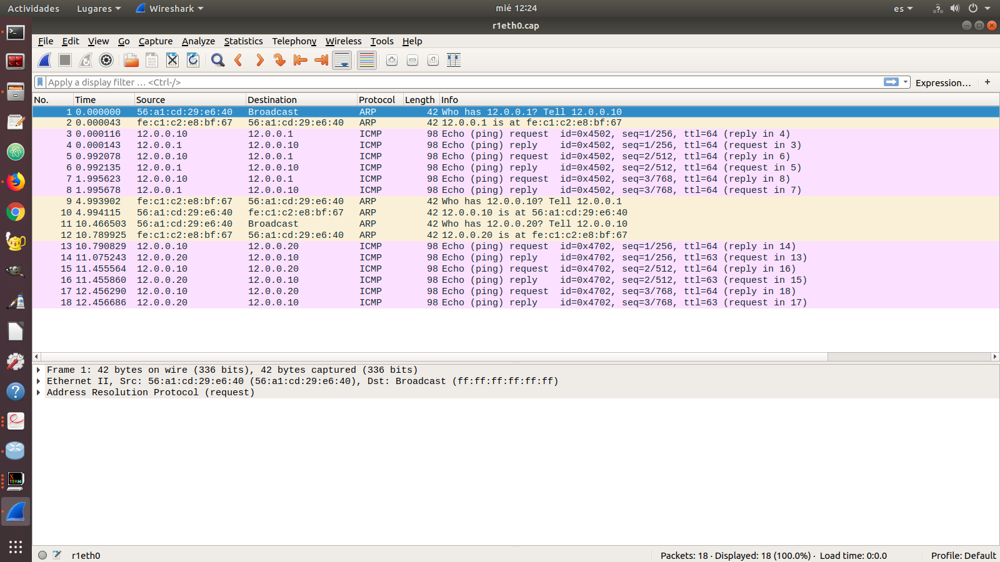 Actividades Lugares Wireshark mié 12:24 es
r1eth0.cap
File Edit View Go Capture Analyze Statistics Telephony Wireless Tools Help
Apply a display filter … <Ctrl-/> Expression… +
No. Time Source Destination Protocol Length Info
1 0.000000 56:a1:cd:29:e6:40 Broadcast ARP 42 Who has 12.0.0.1? Tell 12.0.0.10
2 0.000043 fe:c1:c2:e8:bf:67 56:a1:cd:29:e6:40 ARP 42 12.0.0.1 is at fe:c1:c2:e8:bf:67
3 0.000116 12.0.0.10 12.0.0.1 ICMP 98 Echo (ping) request id=0x4502, seq=1/256, ttl=64 (reply in 4)
4 0.000143 12.0.0.1 12.0.0.10 ICMP 98 Echo (ping) reply id=0x4502, seq=1/256, ttl=64 (request in 3)
5 0.992078 12.0.0.10 12.0.0.1 ICMP 98 Echo (ping) request id=0x4502, seq=2/512, ttl=64 (reply in 6)
6 0.992135 12.0.0.1 12.0.0.10 ICMP 98 Echo (ping) reply id=0x4502, seq=2/512, ttl=64 (request in 5)
7 1.995623 12.0.0.10 12.0.0.1 ICMP 98 Echo (ping) request id=0x4502, seq=3/768, ttl=64 (reply in 8)
8 1.995678 12.0.0.1 12.0.0.10 ICMP 98 Echo (ping) reply id=0x4502, seq=3/768, ttl=64 (request in 7)
9 4.993902 fe:c1:c2:e8:bf:67 56:a1:cd:29:e6:40 ARP 42 Who has 12.0.0.10? Tell 12.0.0.1
10 4.994115 56:a1:cd:29:e6:40 fe:c1:c2:e8:bf:67 ARP 42 12.0.0.10 is at 56:a1:cd:29:e6:40
11 10.466503 56:a1:cd:29:e6:40 Broadcast ARP 42 Who has 12.0.0.20? Tell 12.0.0.10
12 10.789925 fe:c1:c2:e8:bf:67 56:a1:cd:29:e6:40 ARP 42 12.0.0.20 is at fe:c1:c2:e8:bf:67
13 10.790829 12.0.0.10 12.0.0.20 ICMP 98 Echo (ping) request id=0x4702, seq=1/256, ttl=64 (reply in 14)
14 11.075243 12.0.0.20 12.0.0.10 ICMP 98 Echo (ping) reply id=0x4702, seq=1/256, ttl=63 (request in 13)
15 11.455564 12.0.0.10 12.0.0.20 ICMP 98 Echo (ping) request id=0x4702, seq=2/512, ttl=64 (reply in 16)
16 11.455860 12.0.0.20 12.0.0.10 ICMP 98 Echo (ping) reply id=0x4702, seq=2/512, ttl=63 (request in 15)
17 12.456290 12.0.0.10 12.0.0.20 ICMP 98 Echo (ping) request id=0x4702, seq=3/768, ttl=64 (reply in 18)
18 12.456686 12.0.0.20 12.0.0.10 ICMP 98 Echo (ping) reply id=0x4702, seq=3/768, ttl=63 (request in 17)
Frame 1: 42 bytes on wire (336 bits), 42 bytes captured (336 bits)
Ethernet II, Src: 56:a1:cd:29:e6:40 (56:a1:cd:29:e6:40), Dst: Broadcast (ff:ff:ff:ff:ff:ff)
Address Resolution Protocol (request)
X
TERM
r1eth0 Packets: 18 · Displayed: 18 (100.0%) · Load time: 0:0.0 Profile: Default